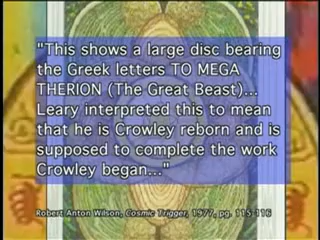 "This shows a large disc bearing
the Greek letters TO MEGA
THERION (The Great Beast)...
Leary interpreted this to mean
that he is Crowley reborn and is
supposed to complete the work
Crowley began..."
Robert Anton Wilson, Cosmic Trigger, 1977, pg. 115-116